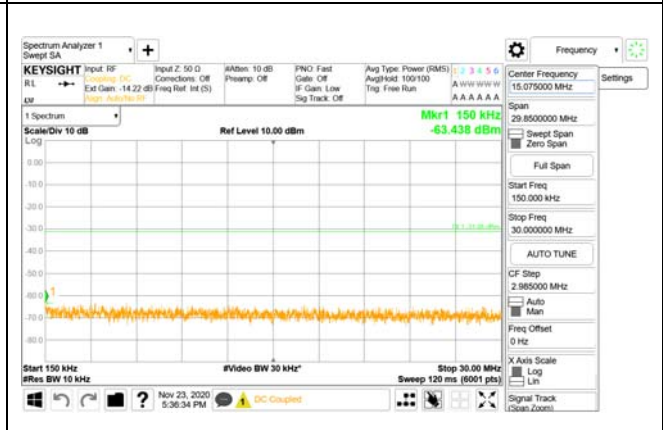 Spectrum Analyzer 1
Swept SA
Frequency
KEYSIGHT
Input: RF
Coupling: DC
Ext Gain: -14.22 dB
Align: Auto/No RF
Input Z: 50 Ω
Corrections: Off
Freq Ref: Int (S)
#Atten: 10 dB
Preamp: Off
PNO: Fast
Gate: Off
IF Gain: Low
Sig Track: Off
Avg Type: Power (RMS)
Avg|Hold: 100/100
Trig: Free Run
1 2 3 4 5 6
A WW WW W
A A A A A A
RL
1 Spectrum
Scale/Div 10 dB
Ref Level 10.00 dBm
Mkr1 150 kHz
-63.438 dBm
Log
0.00
-10.0
-20.0
-30.0
-40.0
-50.0
-60.0
-70.0
-80.0
1
Start 150 kHz
#Video BW 30 kHz*
Stop 30.00 MHz
#Res BW 10 kHz
Sweep 120 ms (6001 pts)
Nov 23, 2020
5:36:34 PM
DC Coupled
Center Frequency
15.075000 MHz
Settings
Span
29.8500000 MHz
Swept Span
Zero Span
Full Span
Start Freq
150.000 kHz
Stop Freq
30.000000 MHz
AUTO TUNE
CF Step
2.985000 MHz
Auto
Man
Freq Offset
0 Hz
X Axis Scale
Log
Lin
Signal Track
(Span Zoom)